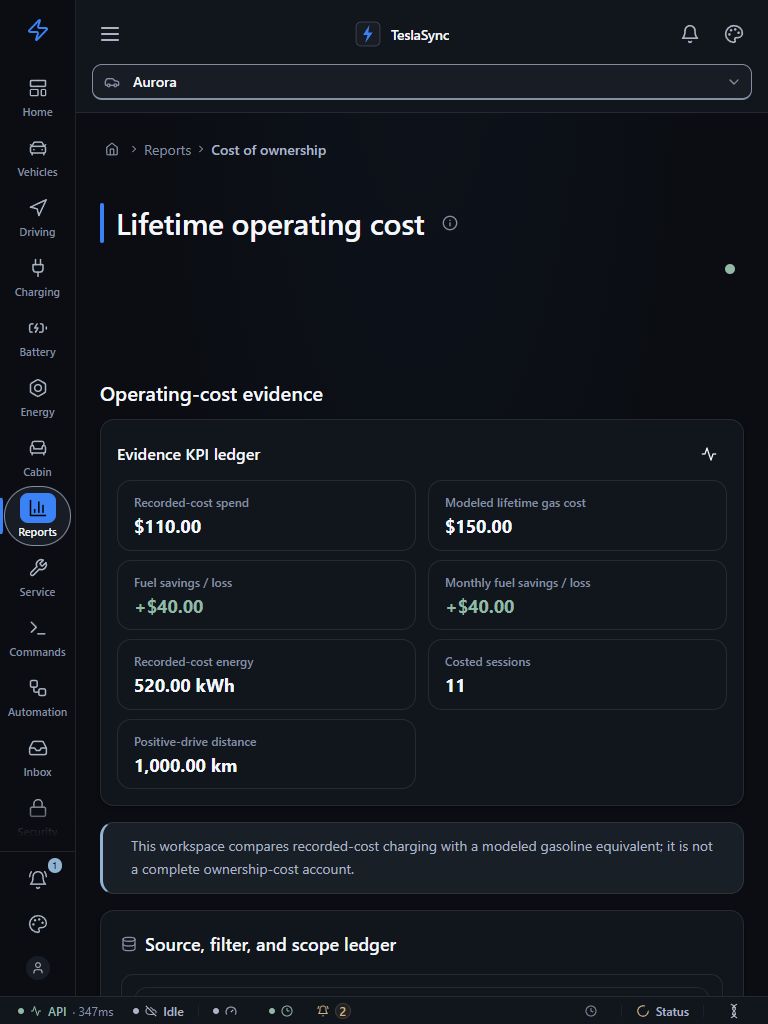 TeslaSync
Aurora
Home
Vehicles
Driving
Charging
Battery
Energy
Cabin
Reports
Service
Commands
Automation
Inbox
Security
1
Reports
Cost of ownership
Lifetime operating cost
Operating-cost evidence
Evidence KPI ledger
Recorded-cost spend
$110.00
Modeled lifetime gas cost
$150.00
Fuel savings / loss
+$40.00
Monthly fuel savings / loss
+$40.00
Recorded-cost energy
520.00 kWh
Costed sessions
11
Positive-drive distance
1,000.00 km
This workspace compares recorded-cost charging with a modeled gasoline equivalent; it is not
a complete ownership-cost account.
Source, filter, and scope ledger
API · 347ms
Idle
2
Status